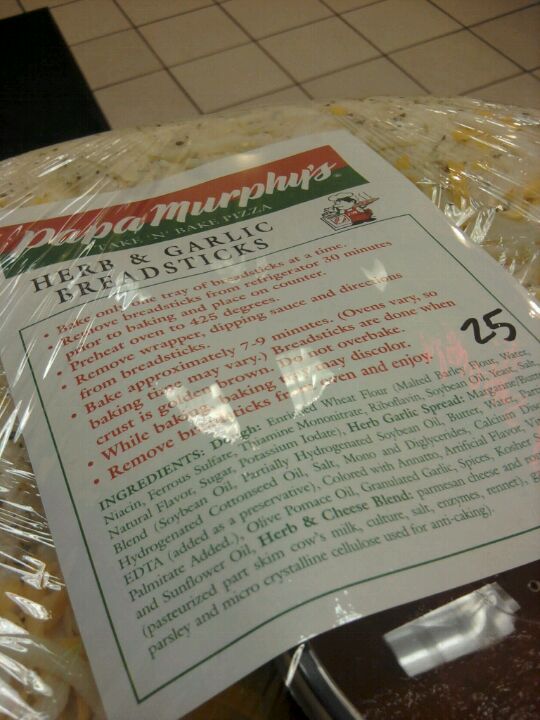 Papa Murphy's
TAKE 'N' BAKE PIZZA
HERB & GARLIC
BREADSTICKS
• Bake only one tray of breadsticks at a time.
• Remove breadsticks from refrigerator 30 minutes
prior to baking and place on counter.
• Preheat oven to 425 degrees.
• Remove wrapper, dipping sauce and directions
from breadsticks.
• Bake approximately 7-9 minutes. (Ovens vary, so
baking time may vary.) Breadsticks are done when
crust is golden brown. Do not overbake.
• While baking, baking tray may discolor.
• Remove breadsticks from oven and enjoy.
25
INGREDIENTS: Dough: Enriched Wheat Flour (Malted Barley Flour, Water,
Niacin, Ferrous Sulfate, Thiamine Mononitrate, Riboflavin, Soybean Oil, Yeast, Salt,
Natural Flavor, Sugar, Potassium Iodate), Herb Garlic Spread: Margarine/Butter
Blend (Soybean Oil, Partially Hydrogenated Soybean Oil, Butter, Water,
Hydrogenated Cottonseed Oil, Salt, Mono and Diglycerides, Calcium Disod
EDTA (added as a preservative), Colored with Annatto, Artificial Flavor, V
Palmitate Added.), Olive Pomace Oil, Granulated Garlic, Spices, Kosher S
and Sunflower Oil, Herb & Cheese Blend: parmesan cheese and ro
(pasteurized part skim cow's milk, culture, salt, enzymes, rennet), g
parsley and micro crystalline cellulose used for anti-caking).